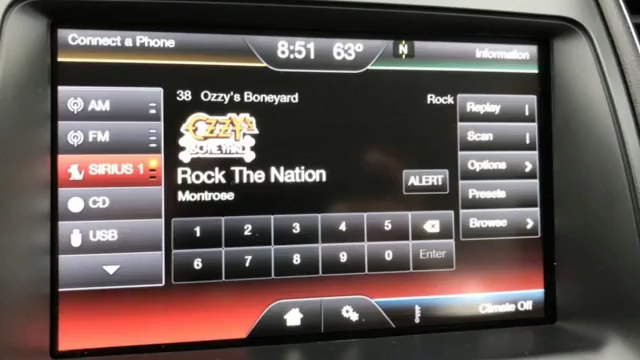 Connect a Phone
8:51 63° N
Information
38 Ozzy's Boneyard
Rock
OZZY'S
BONEYARD
Rock The Nation
Montrose
ALERT
AM
FM
SIRIUS 1
CD
USB
Replay
Scan
Options
Presets
Browse
1 2 3 4 5
6 7 8 9 0 Enter
Climate Off